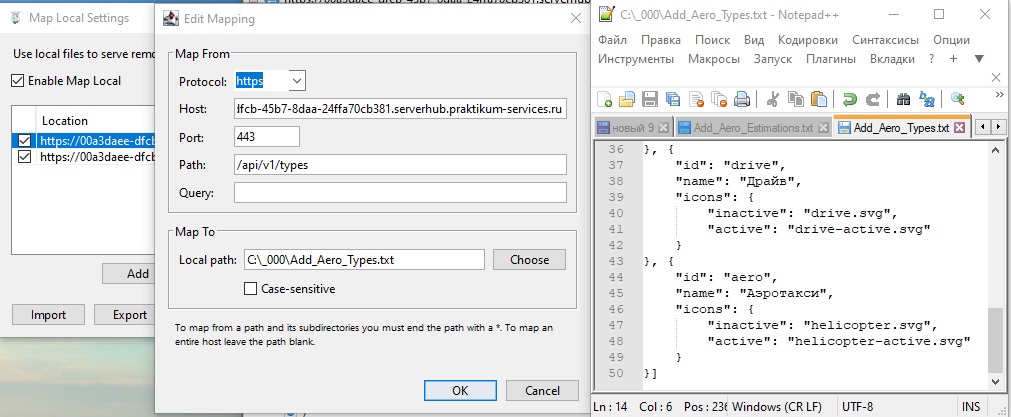 Map Local Settings
Use local files to serve remo
Enable Map Local
Location
https://00a3daee-dfcb
https://00a3daee-dfcb
Add
Import
Export
Edit Mapping
Map From
Protocol: https
Host: lfcb-45b7-8daa-24ffa70cb381.serverhub.praktikum-services.ru
Port: 443
Path: /api/v1/types
Query:
Map To
Local path: C:\_000\Add_Aero_Types.txt
Choose
Case-sensitive
To map from a path and its subdirectories you must end the path with a *. To map an
entire host leave the path blank.
OK
Cancel
C:\_000\Add_Aero_Types.txt - Notepad++
Файл Правка Поиск Вид Кодировки Синтаксисы Опции
Инструменты Макросы Запуск Плагины Вкладки ? + ▼
X
новый 9 Add_Aero_Estimations.txt Add_Aero_Types.txt
36 }, {
37 "id": "drive",
38 "name": "Драйв",
39 "icons": {
40 "inactive": "drive.svg",
41 "active": "drive-active.svg"
42 }
43 }, {
44 "id": "aero",
45 "name": "Аэротакси",
46 "icons": {
47 "inactive": "helicopter.svg",
48 "active": "helicopter-active.svg"
49 }
50 }]
Ln : 14 Col : 6 Pos : 236 Windows (CR LF) UTF-8 INS